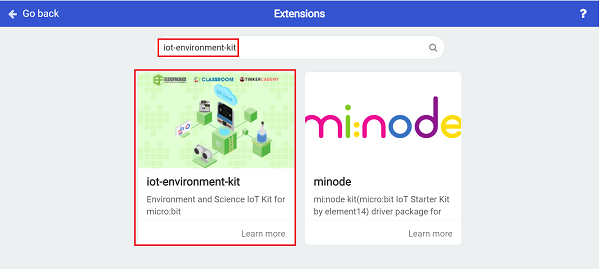 Go back
Extensions
?
iot-environment-kit
ELECFREAKS
CLASSROOM
TINKERCADEMY
mi:node
iot-environment-kit
Environment and Science IoT Kit for
micro:bit
Learn more
minode
mi:node kit(micro:bit IoT Starter Kit
by element14) driver package for
Learn more